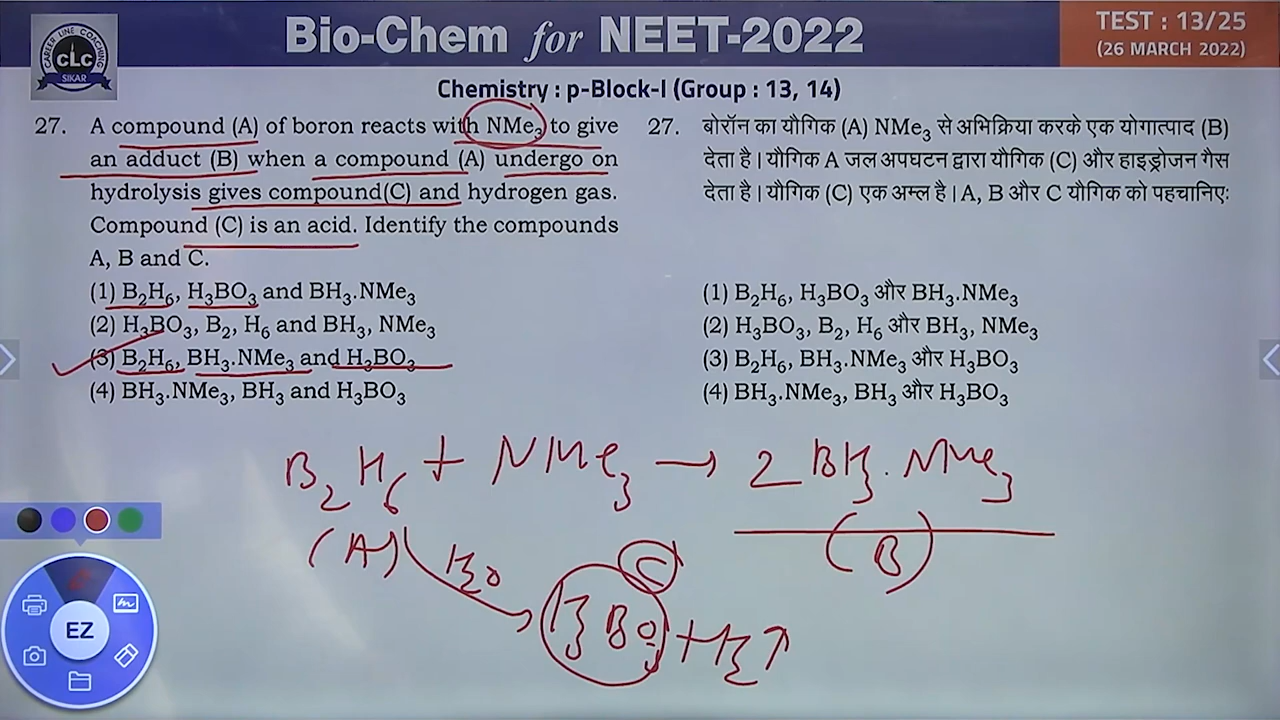 CAREER LINE COACHING
CLC
SIKAR
Bio-Chem for NEET-2022
TEST : 13/25
(26 MARCH 2022)
Chemistry : p-Block-I (Group : 13, 14)
27. A compound (A) of boron reacts with NMe₃ to give
an adduct (B) when a compound (A) undergo on
hydrolysis gives compound(C) and hydrogen gas.
Compound (C) is an acid. Identify the compounds
A, B and C.
(1) B₂H₆, H₃BO₃ and BH₃.NMe₃
(2) H₃BO₃, B₂, H₆ and BH₃, NMe₃
(3) B₂H₆, BH₃.NMe₃ and H₃BO₃
(4) BH₃.NMe₃, BH₃ and H₃BO₃
27. बोरॉन का यौगिक (A) NMe₃ से अभिक्रिया करके एक योगात्पाद (B)
देता है। यौगिक A जल अपघटन द्वारा यौगिक (C) और हाइड्रोजन गैस
देता है। यौगिक (C) एक अम्ल है। A, B और C यौगिक को पहचानिए:
(1) B₂H₆, H₃BO₃ और BH₃.NMe₃
(2) H₃BO₃, B₂, H₆ और BH₃, NMe₃
(3) B₂H₆, BH₃.NMe₃ और H₃BO₃
(4) BH₃.NMe₃, BH₃ और H₃BO₃
B₂H₆ + NMe₃ → 2 BH₃. NMe₃
(A) (B)
H₂O
C
H₃BO₃ + H₂↑
EZ